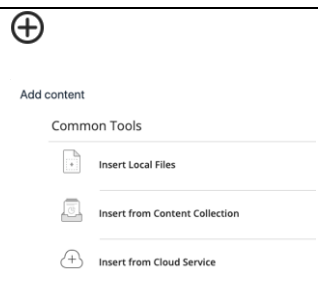 Add content
Common Tools
Insert Local Files
Insert from Content Collection
Insert from Cloud Service